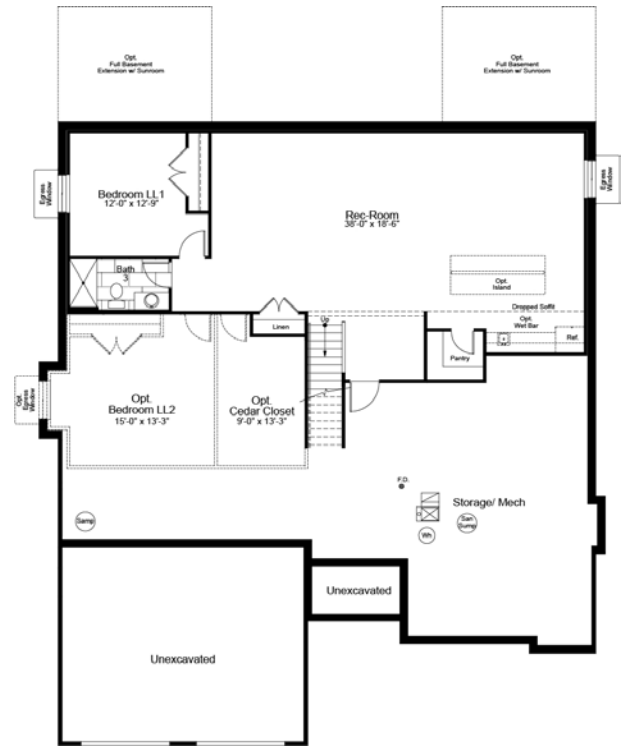 Opt.
Full Basement
Extension w/ Sunroom
Opt.
Full Basement
Extension w/ Sunroom
Egress
Window
Bedroom LL1
12'-0" x 12'-9"
Rec-Room
38'-0" x 18'-6"
Egress
Window
Bath
3
Opt.
Island
Dropped Soffit
Linen
Up
Opt.
Wet Bar
Ref.
Pantry
Opt.
Egress
Window
Opt.
Bedroom LL2
15'-0" x 13'-3"
Opt.
Cedar Closet
9'-0" x 13'-3"
F.D.
Storage/ Mech
Samp
San
Sump
Wh
Unexcavated
Unexcavated